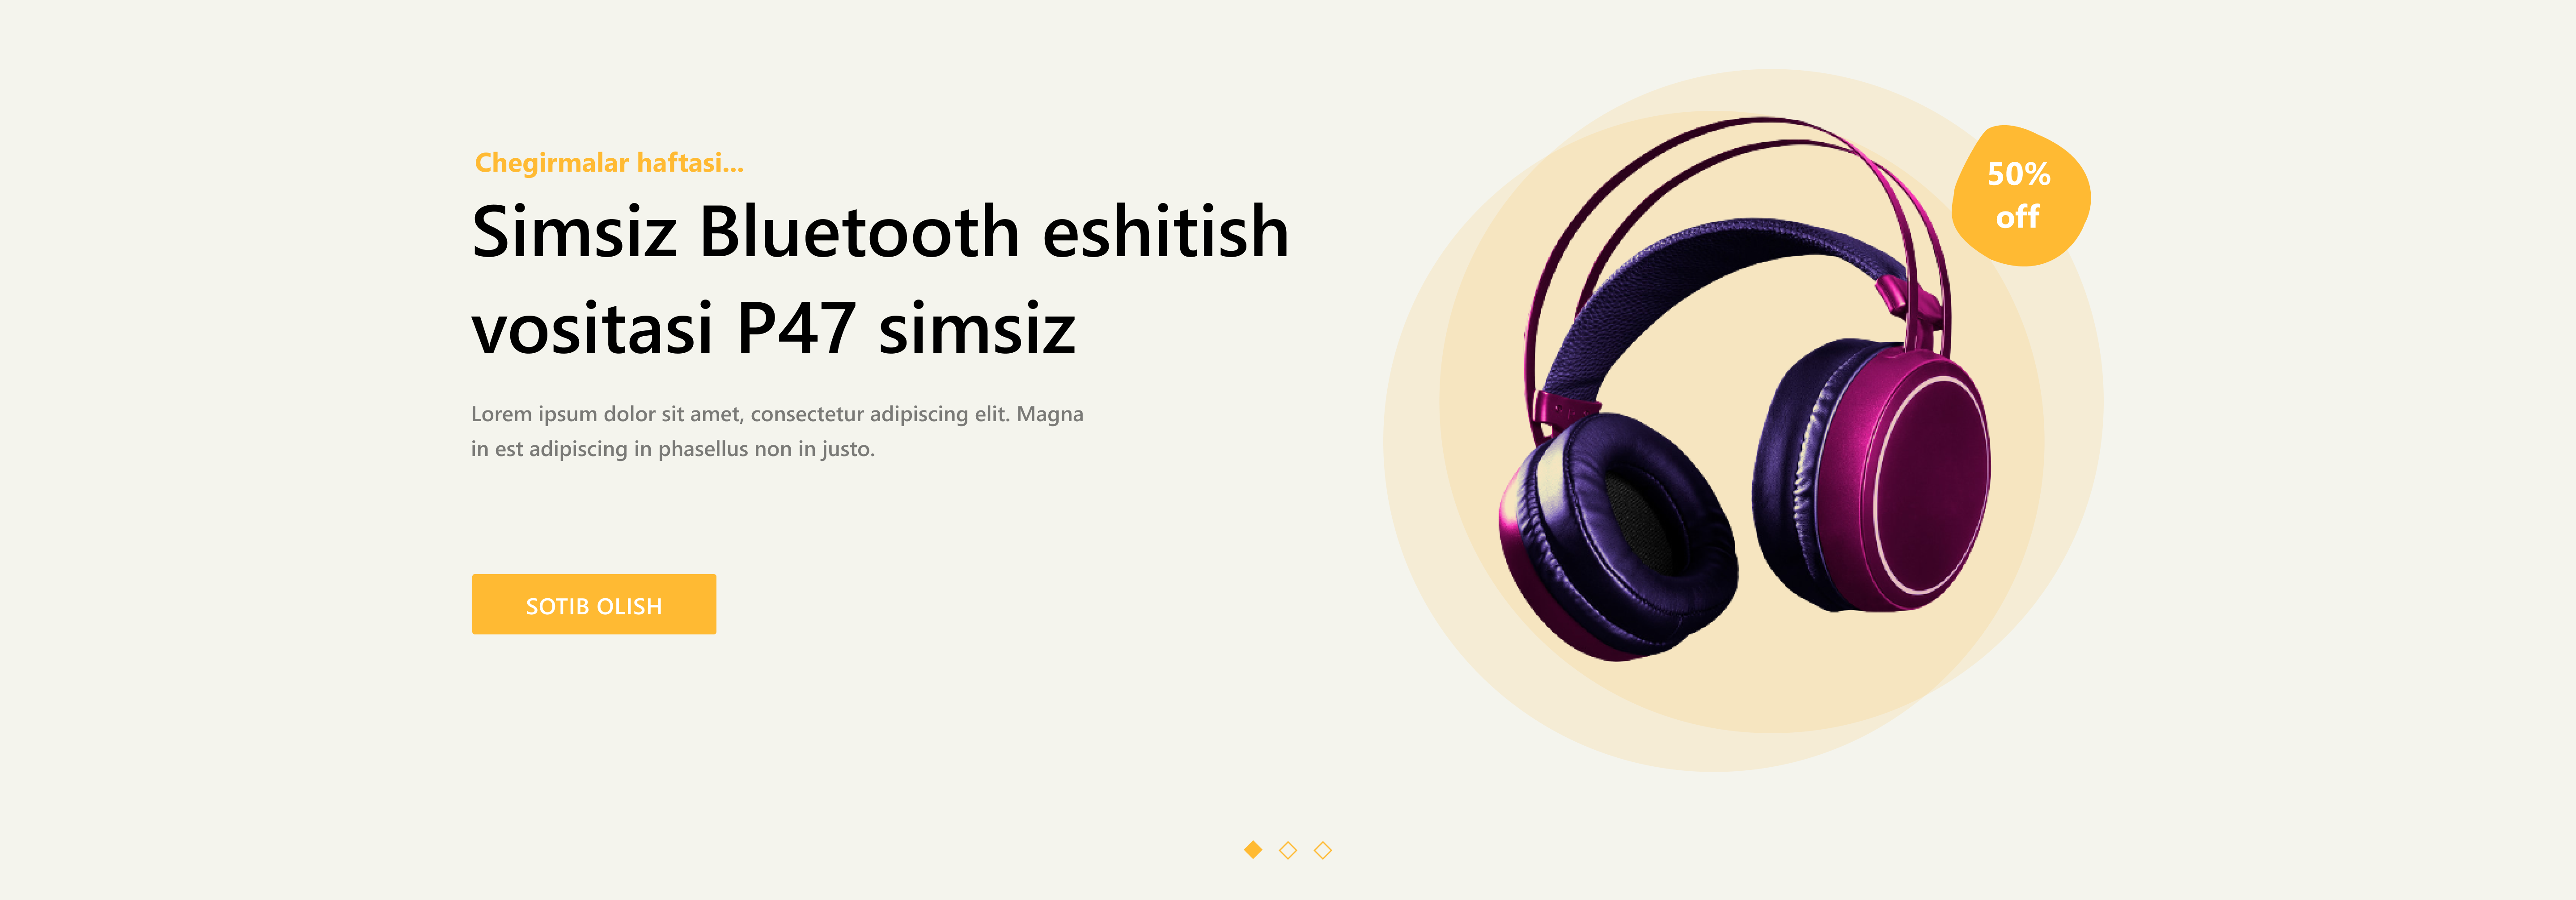 Chegirmalar haftasi...
Simsiz Bluetooth eshitish
vositasi P47 simsiz
Lorem ipsum dolor sit amet, consectetur adipiscing elit. Magna
in est adipiscing in phasellus non in justo.
SOTIB OLISH
50%
off